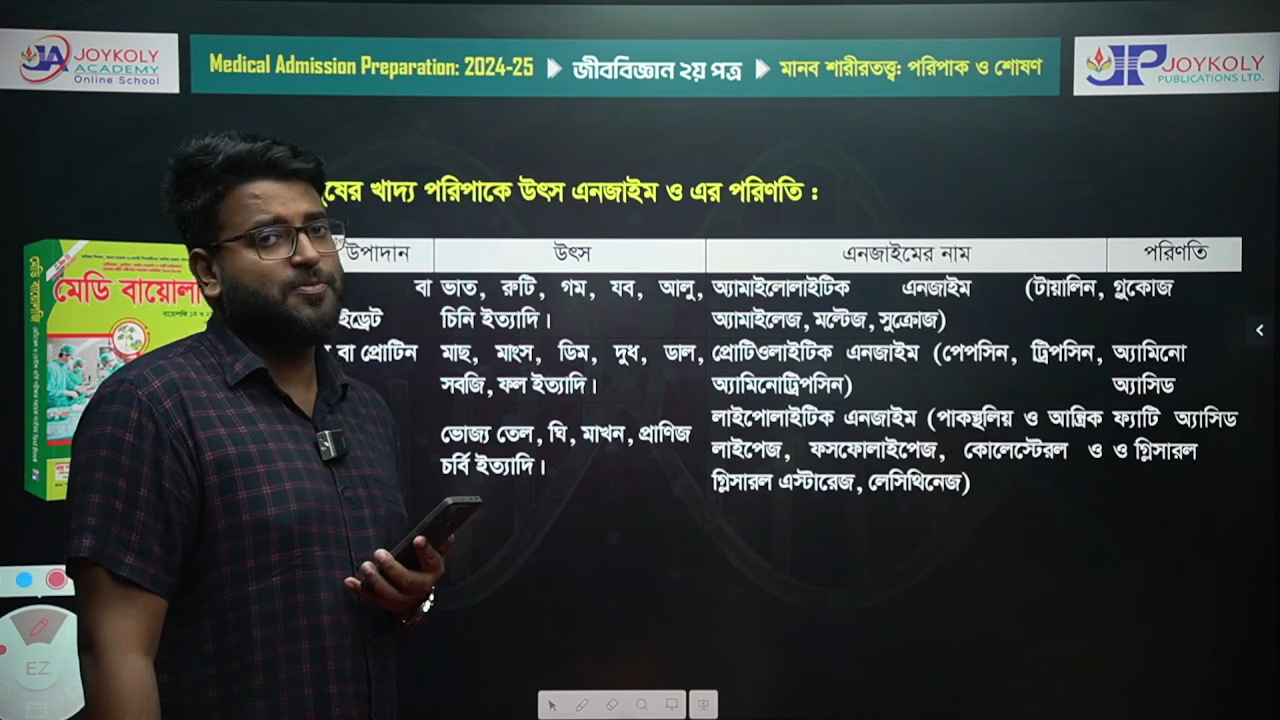 JOYKOLY
ACADEMY
Online School
Medical Admission Preparation: 2024-25 জীববিজ্ঞান ২য় পত্র মানব শারীরতত্ত্ব: পরিপাক ও শোষণ
JP JOYKOLY
PUBLICATIONS LTD.
ষের খাদ্য পরিপাকে উৎস এনজাইম ও এর পরিণতি :
উপাদান উৎস এনজাইমের নাম পরিণতি
বা ভাত, রুটি, গম, যব, আলু, অ্যামাইলোলাইটিক এনজাইম (টায়ালিন, গ্লুকোজ
ইড্রেট চিনি ইত্যাদি। অ্যামাইলেজ, মল্টেজ, সুক্রোজ)
বা প্রোটিন মাছ, মাংস, ডিম, দুধ, ডাল, প্রোটিওলাইটিক এনজাইম (পেপসিন, ট্রিপসিন, অ্যামিনো
সবজি, ফল ইত্যাদি। অ্যামিনোট্রিপসিন) অ্যাসিড
লাইপোলাইটিক এনজাইম (পাকস্থলিয় ও আন্ত্রিক ফ্যাটি অ্যাসিড
ভোজ্য তেল, ঘি, মাখন, প্রাণিজ
লাইপেজ, ফসফোলাইপেজ, কোলেস্টেরল ও ও গ্লিসারল
চর্বি ইত্যাদি।
গ্লিসারল এস্টারেজ, লেসিথিনেজ)
মেডি বায়োলজি
EZ